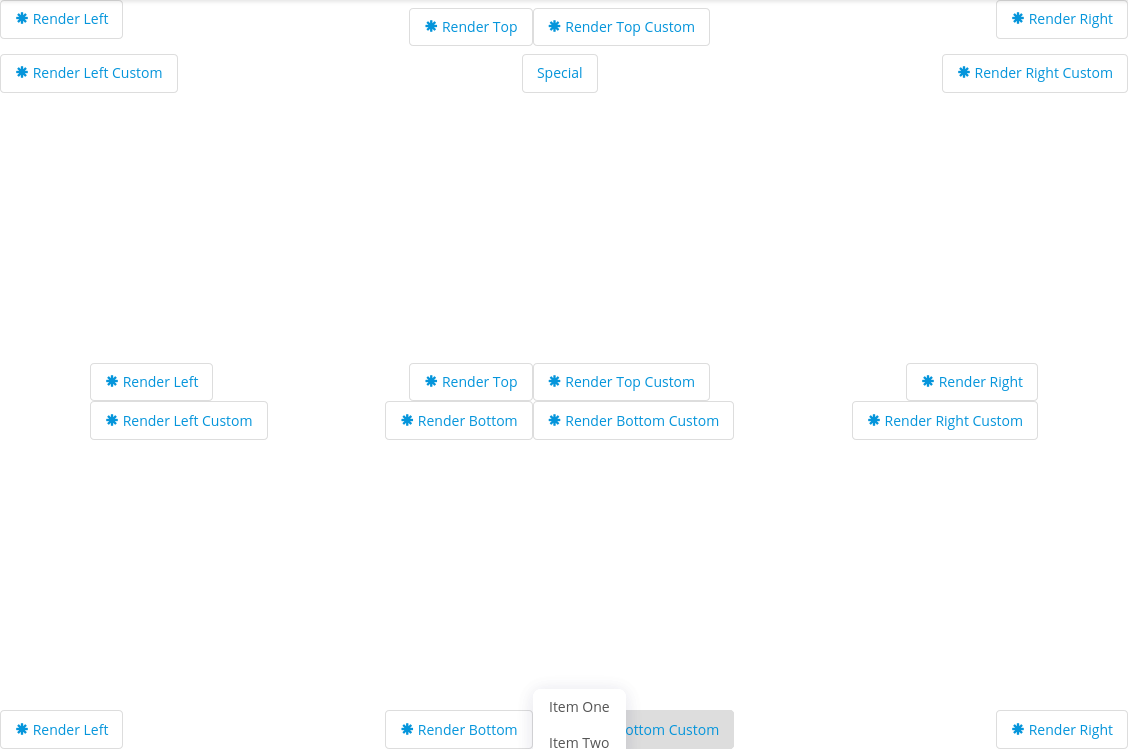 Render Left
Render Top
Render Top Custom
Render Right
Render Left Custom
Special
Render Right Custom
Render Left
Render Top
Render Top Custom
Render Right
Render Left Custom
Render Bottom
Render Bottom Custom
Render Right Custom
Item One
Render Left
Render Bottom
ottom Custom
Render Right
Item Two